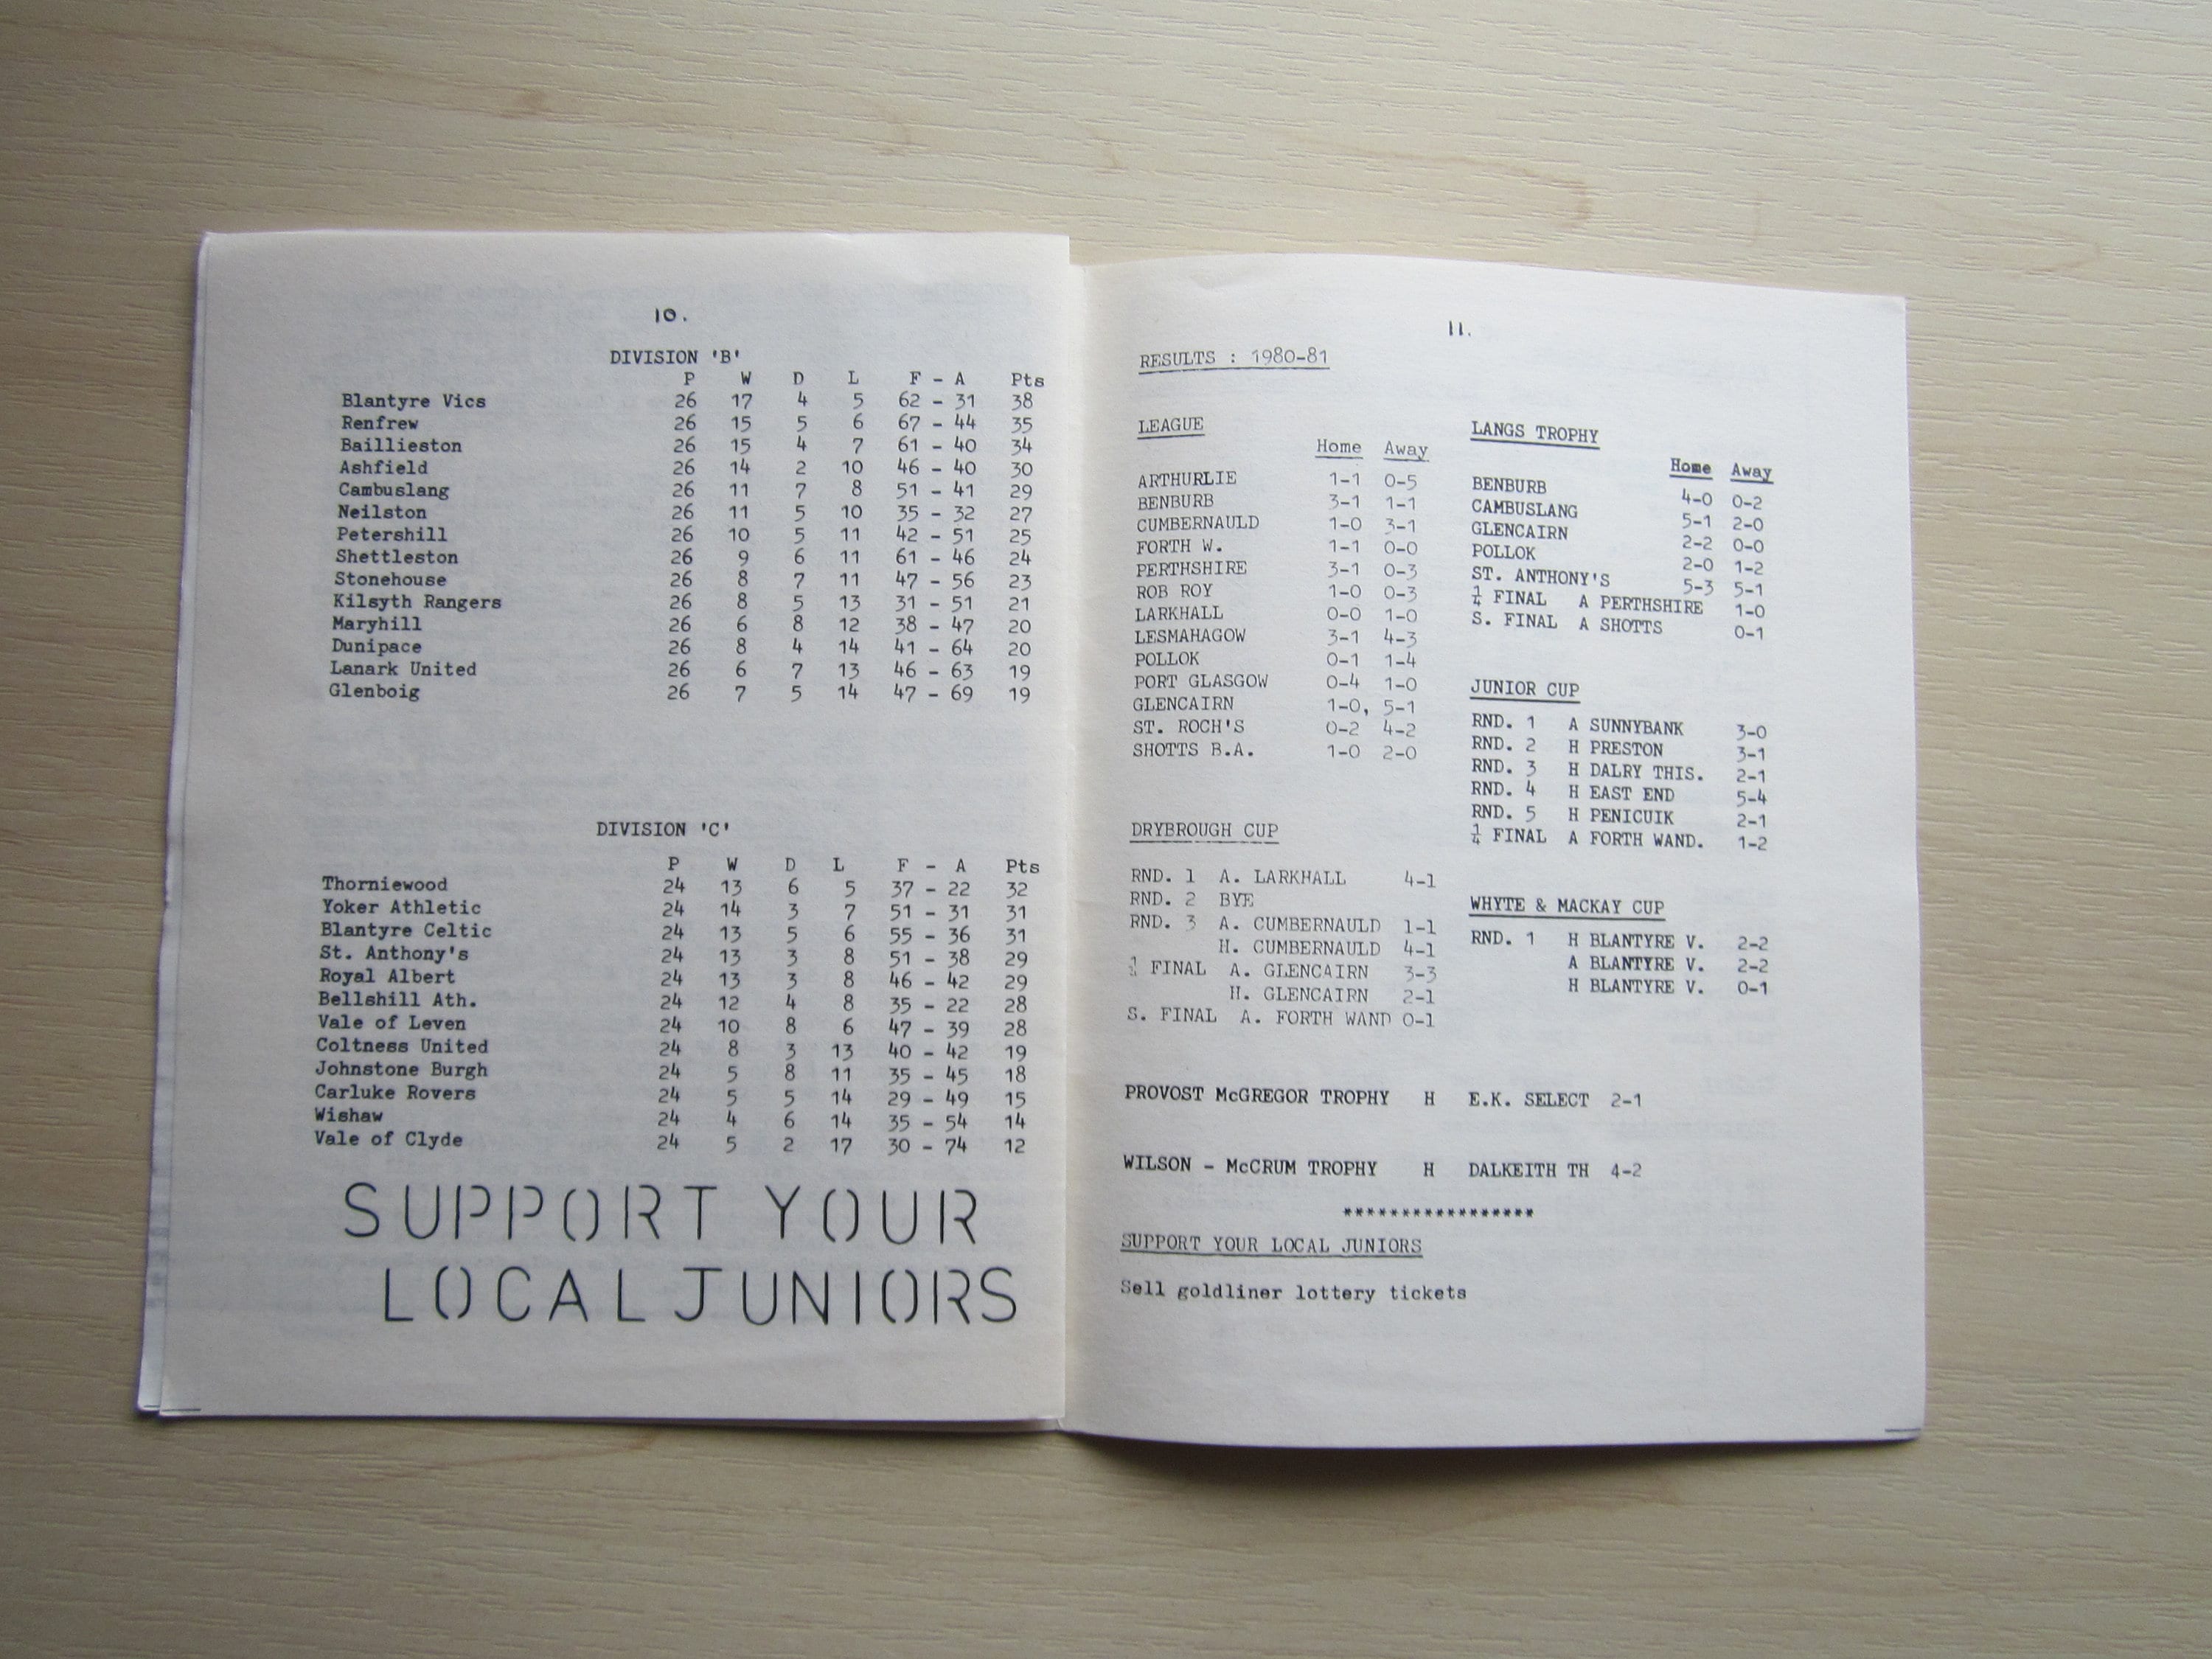 10.
DIVISION 'B'
P W D L F - A Pts
Blantyre Vics 26 17 4 5 62 - 31 38
Renfrew 26 15 5 6 67 - 44 35
Baillieston 26 15 4 7 61 - 40 34
Ashfield 26 14 2 10 46 - 40 30
Cambuslang 26 11 7 8 51 - 41 29
Neilston 26 11 5 10 35 - 32 27
Petershill 26 10 5 11 42 - 51 25
Shettleston 26 9 6 11 61 - 46 24
Stonehouse 26 8 7 11 47 - 56 23
Kilsyth Rangers 26 8 5 13 31 - 51 21
Maryhill 26 6 8 12 38 - 47 20
Dunipace 26 8 4 14 41 - 64 20
Lanark United 26 6 7 13 46 - 63 19
Glenboig 26 7 5 14 47 - 69 19
DIVISION 'C'
P W D L F - A Pts
Thorniewood 24 13 6 5 37 - 22 32
Yoker Athletic 24 14 3 7 51 - 31 31
Blantyre Celtic 24 13 5 6 55 - 36 31
St. Anthony's 24 13 3 8 51 - 38 29
Royal Albert 24 13 3 8 46 - 42 29
Bellshill Ath. 24 12 4 8 35 - 22 28
Vale of Leven 24 10 8 6 47 - 39 28
Coltness United 24 8 3 13 40 - 42 19
Johnstone Burgh 24 5 8 11 35 - 45 18
Carluke Rovers 24 5 5 14 29 - 49 15
Wishaw 24 4 6 14 35 - 54 14
Vale of Clyde 24 5 2 17 30 - 74 12
SUPPORT YOUR
LOCAL JUNIORS
11.
RESULTS : 1980-81
LEAGUE
Home Away
ARTHURLIE 1-1 0-5
BENBURB 3-1 1-1
CUMBERNAULD 1-0 3-1
FORTH W. 1-1 0-0
PERTHSHIRE 3-1 0-3
ROB ROY 1-0 0-3
LARKHALL 0-0 1-0
LESMAHAGOW 3-1 4-3
POLLOK 0-1 1-4
PORT GLASGOW 0-4 1-0
GLENCAIRN 1-0, 5-1
ST. ROCH'S 0-2 4-2
SHOTTS B.A. 1-0 2-0
DRYBROUGH CUP
RND. 1 A. LARKHALL 4-1
RND. 2 BYE
RND. 3 A. CUMBERNAULD 1-1
H. CUMBERNAULD 4-1
¼ FINAL A. GLENCAIRN 3-3
H. GLENCAIRN 2-1
S. FINAL A. FORTH WAND 0-1
LANGS TROPHY
Home Away
BENBURB 4-0 0-2
CAMBUSLANG 5-1 2-0
GLENCAIRN 2-2 0-0
POLLOK 2-0 1-2
ST. ANTHONY'S 5-3 5-1
¼ FINAL A PERTHSHIRE 1-0
S. FINAL A SHOTTS 0-1
JUNIOR CUP
RND. 1 A SUNNYBANK 3-0
RND. 2 H PRESTON 3-1
RND. 3 H DALRY THIS. 2-1
RND. 4 H EAST END 5-4
RND. 5 H PENICUIK 2-1
¼ FINAL A FORTH WAND. 1-2
WHYTE & MACKAY CUP
RND. 1 H BLANTYRE V. 2-2
A BLANTYRE V. 2-2
H BLANTYRE V. 0-1
PROVOST McGREGOR TROPHY H E.K. SELECT 2-1
WILSON - McCRUM TROPHY H DALKEITH TH 4-2
*****************
SUPPORT YOUR LOCAL JUNIORS
Sell goldliner lottery tickets